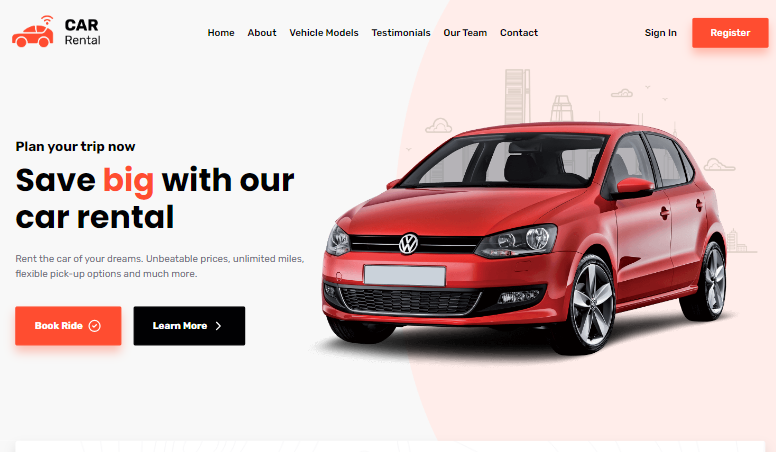 CAR
Rental
Home About Vehicle Models Testimonials Our Team Contact
Sign In Register
Plan your trip now
Save big with our
car rental
Rent the car of your dreams. Unbeatable prices, unlimited miles,
flexible pick-up options and much more.
Book Ride Learn More